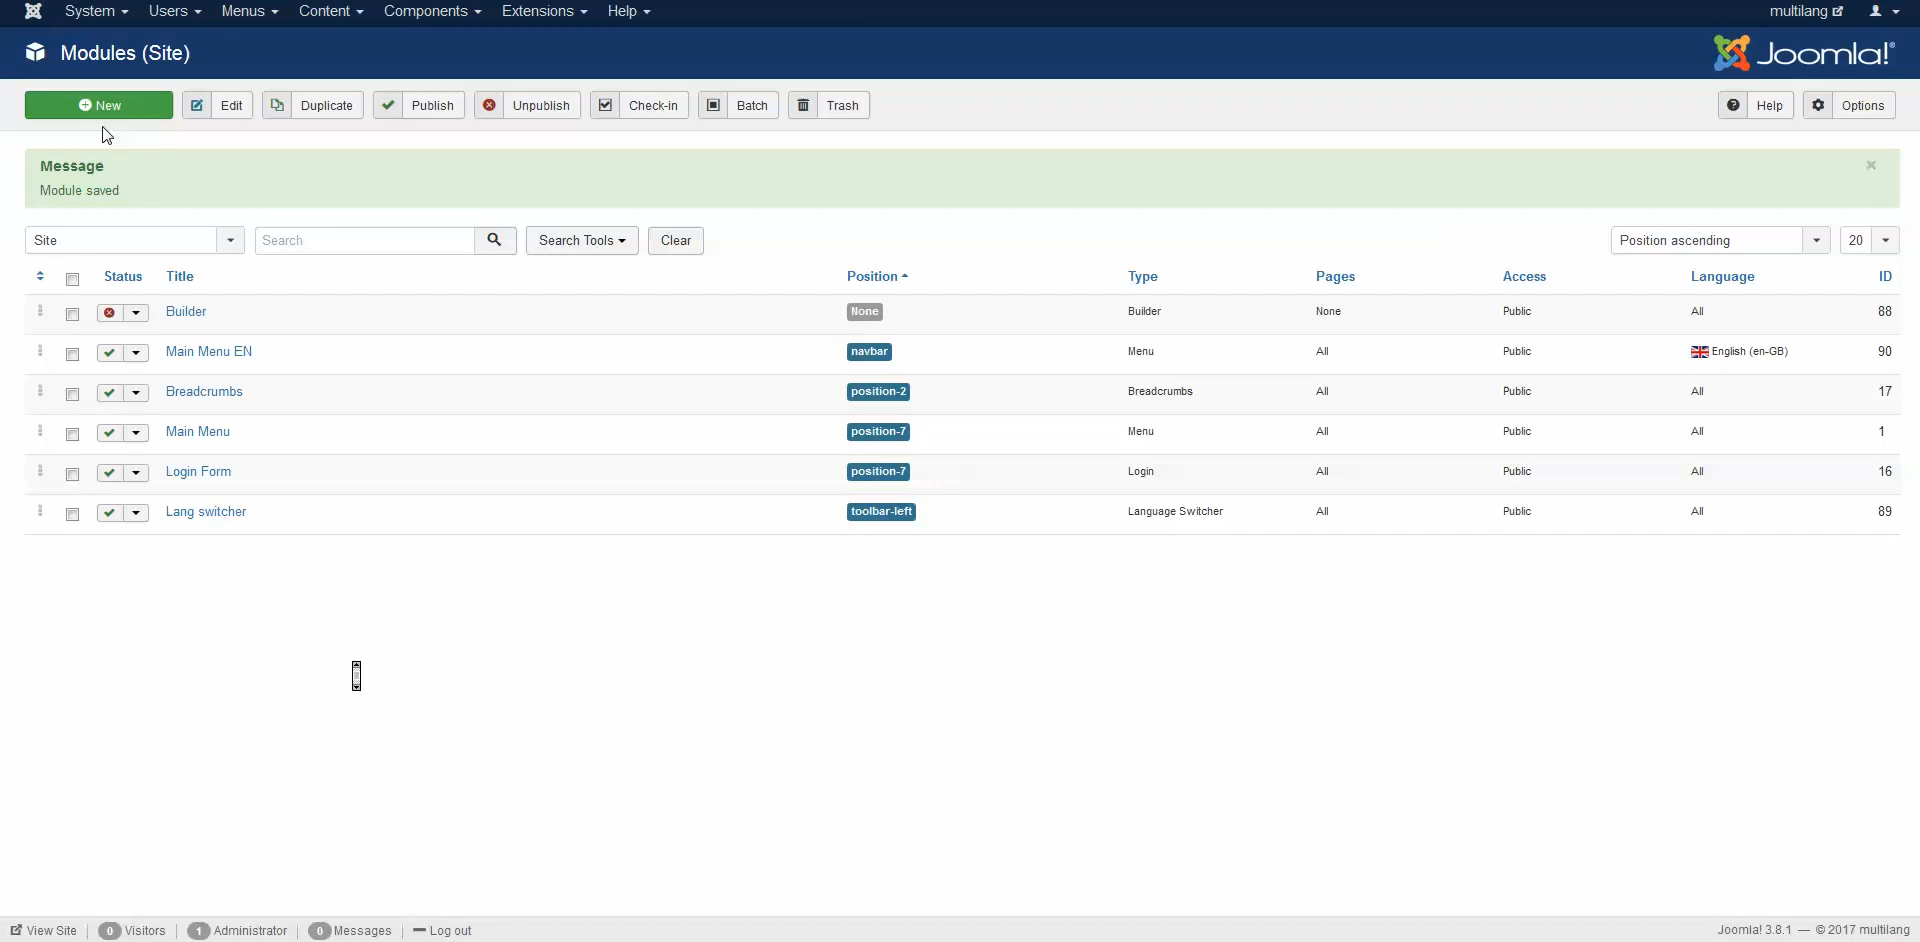 System Users Menus Content Components Extensions Help multilang
Modules (Site) Joomla!®
New Edit Duplicate Publish Unpublish Check-in Batch Trash Help Options
Message
Module saved
Site Search Search Tools Clear Position ascending 20
Status Title Position Type Pages Access Language ID
Builder None Builder None Public All 88
Main Menu EN navbar Menu All Public English (en-GB) 90
Breadcrumbs position-2 Breadcrumbs All Public All 17
Main Menu position-7 Menu All Public All 1
Login Form position-7 Login All Public All 16
Lang switcher toolbar-left Language Switcher All Public All 89
View Site 0 Visitors 1 Administrator 0 Messages Log out Joomla! 3.8.1 — © 2017 multilang